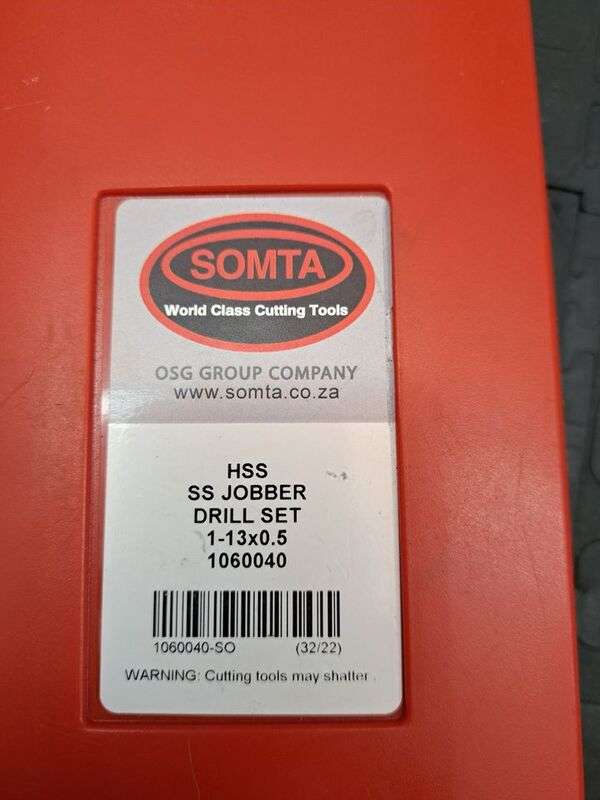 SOMTA
World Class Cutting Tools
OSG GROUP COMPANY
www.somta.co.za
HSS
SS JOBBER
DRILL SET
1-13x0.5
1060040
1060040-SO (32/22)
WARNING: Cutting tools may shatter